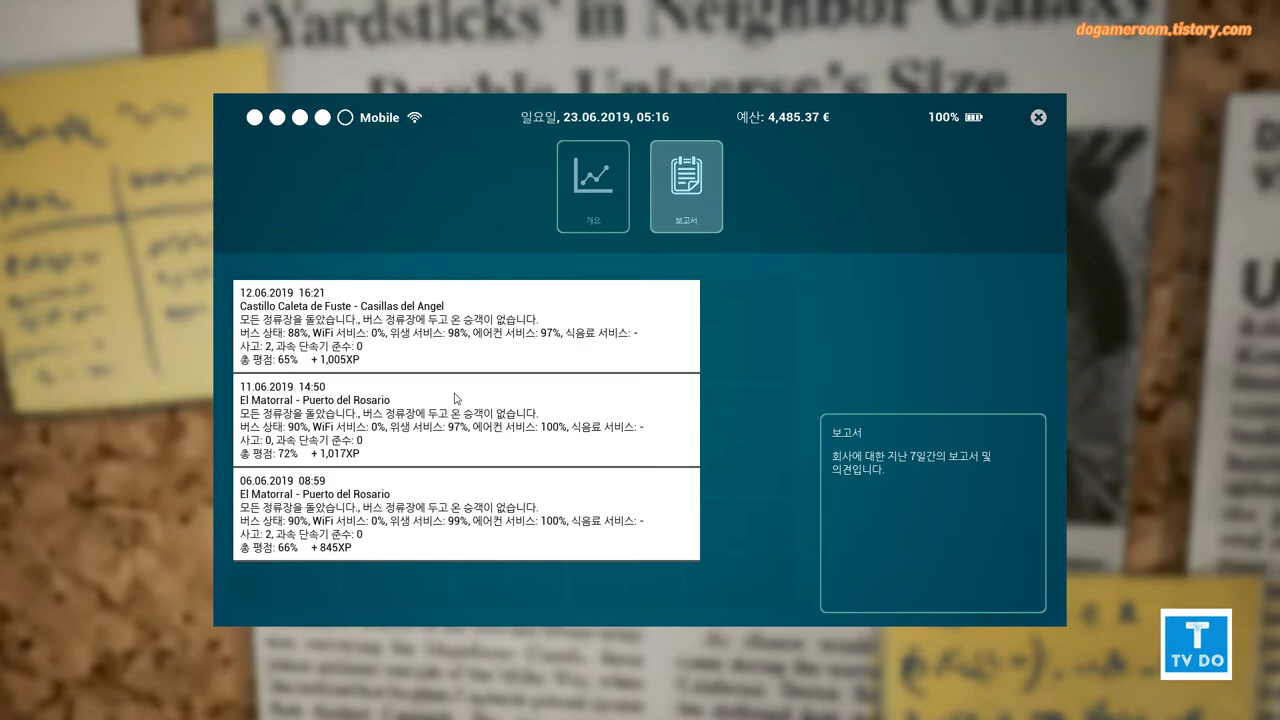 'Yardsticks' in Neighbor Galaxy
Double Universe's Size
dogameroom.tistory.com
Mobile
일요일, 23.06.2019, 05:16
예산: 4,485.37 €
100%
개요
보고서
12.06.2019 16:21
Castillo Caleta de Fuste - Casillas del Angel
모든 정류장을 돌았습니다., 버스 정류장에 두고 온 승객이 없습니다.
버스 상태: 88%, WiFi 서비스: 0%, 위생 서비스: 98%, 에어컨 서비스: 97%, 식음료 서비스: -
사고: 2, 과속 단속기 준수: 0
총 평점: 65% + 1,005XP
11.06.2019 14:50
El Matorral - Puerto del Rosario
모든 정류장을 돌았습니다., 버스 정류장에 두고 온 승객이 없습니다.
버스 상태: 90%, WiFi 서비스: 0%, 위생 서비스: 97%, 에어컨 서비스: 100%, 식음료 서비스: -
사고: 0, 과속 단속기 준수: 0
총 평점: 72% + 1,017XP
06.06.2019 08:59
El Matorral - Puerto del Rosario
모든 정류장을 돌았습니다., 버스 정류장에 두고 온 승객이 없습니다.
버스 상태: 90%, WiFi 서비스: 0%, 위생 서비스: 99%, 에어컨 서비스: 100%, 식음료 서비스: -
사고: 2, 과속 단속기 준수: 0
총 평점: 66% + 845XP
보고서
회사에 대한 지난 7일간의 보고서 및
의견입니다.
T
TV DO